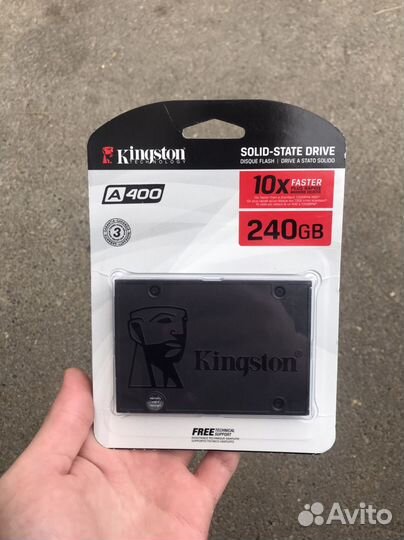 Kingston
TECHNOLOGY
SOLID-STATE DRIVE
DISQUE FLASH | DRIVE A STATO SOLIDO
A400
10x FASTER
240GB
3
Kingston
FREE TECHNICAL SUPPORT
Avito